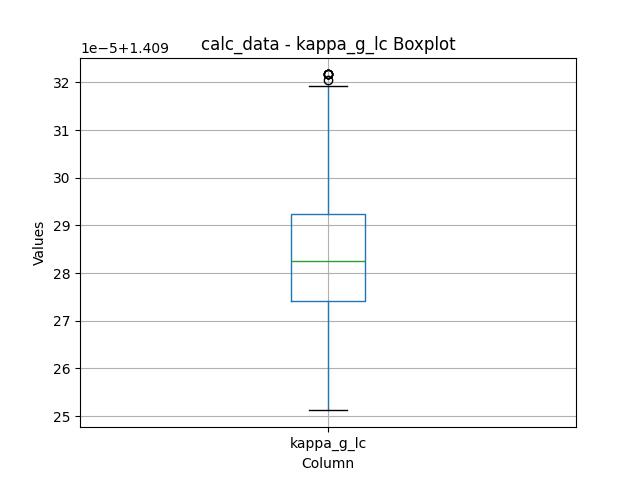 calc_data - kappa_g_lc Boxplot
1e-5+1.409
32
31
30
29
28
27
26
25
Values
kappa_g_lc
Column